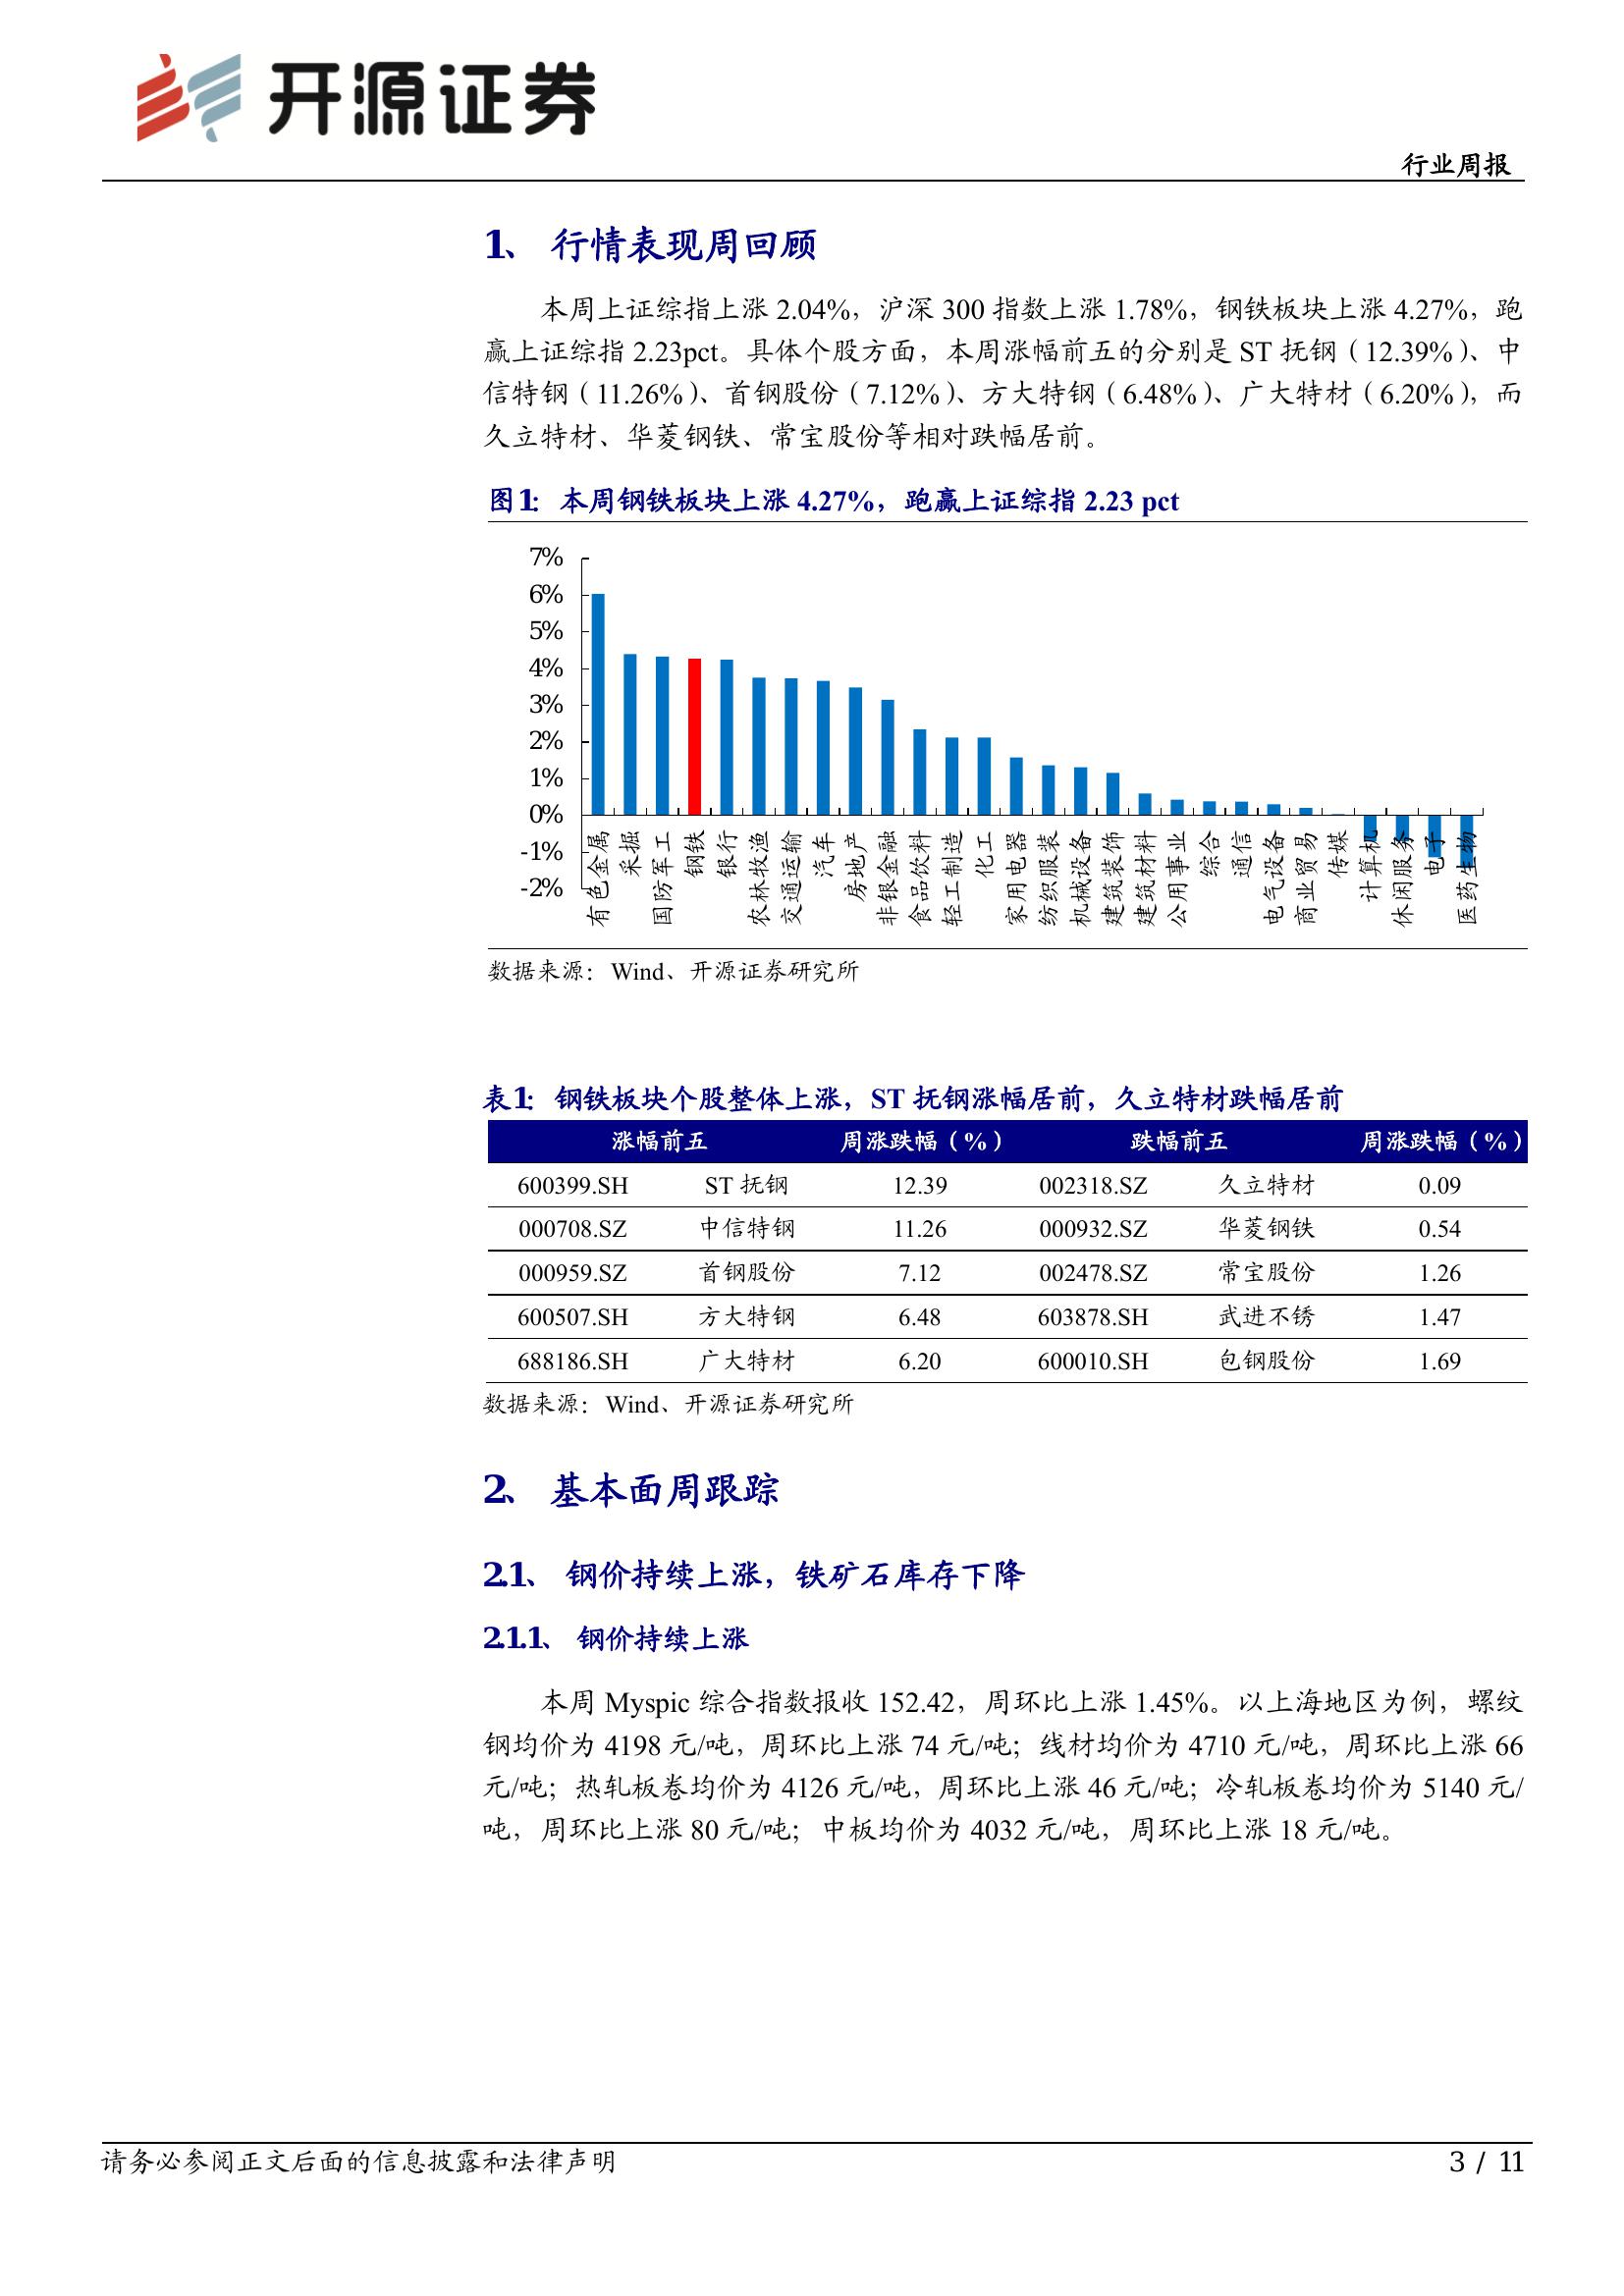 开源证券
行业周报
1、 行情表现周回顾
本周上证综指上涨 2.04%，沪深 300 指数上涨 1.78%，钢铁板块上涨 4.27%，跑
赢上证综指 2.23pct。具体个股方面，本周涨幅前五的分别是 ST 抚钢（12.39%）、中
信特钢（11.26%）、首钢股份（7.12%）、方大特钢（6.48%）、广大特材（6.20%），而
久立特材、华菱钢铁、常宝股份等相对跌幅居前。
图1： 本周钢铁板块上涨 4.27%，跑赢上证综指 2.23 pct
7%
6%
5%
4%
3%
2%
1%
0%
-1%
-2%
有色金属
采掘
国防军工
钢铁
银行
农林牧渔
交通运输
汽车
房地产
非银金融
食品饮料
轻工制造
化工
家用电器
纺织服装
机械设备
建筑装饰
建筑材料
公用事业
综合
通信
电气设备
商业贸易
传媒
计算机
休闲服务
电子
医药生物
数据来源：Wind、开源证券研究所
表1： 钢铁板块个股整体上涨，ST 抚钢涨幅居前，久立特材跌幅居前
涨幅前五 周涨跌幅（%） 跌幅前五 周涨跌幅（%）
600399.SH ST 抚钢 12.39 002318.SZ 久立特材 0.09
000708.SZ 中信特钢 11.26 000932.SZ 华菱钢铁 0.54
000959.SZ 首钢股份 7.12 002478.SZ 常宝股份 1.26
600507.SH 方大特钢 6.48 603878.SH 武进不锈 1.47
688186.SH 广大特材 6.20 600010.SH 包钢股份 1.69
数据来源：Wind、开源证券研究所
2、 基本面周跟踪
2.1、 钢价持续上涨，铁矿石库存下降
2.1.1、 钢价持续上涨
本周 Myspic 综合指数报收 152.42，周环比上涨 1.45%。以上海地区为例，螺纹
钢均价为 4198 元/吨，周环比上涨 74 元/吨；线材均价为 4710 元/吨，周环比上涨 66
元/吨；热轧板卷均价为 4126 元/吨，周环比上涨 46 元/吨；冷轧板卷均价为 5140 元/
吨，周环比上涨 80 元/吨；中板均价为 4032 元/吨，周环比上涨 18 元/吨。
请务必参阅正文后面的信息披露和法律声明
3 / 11